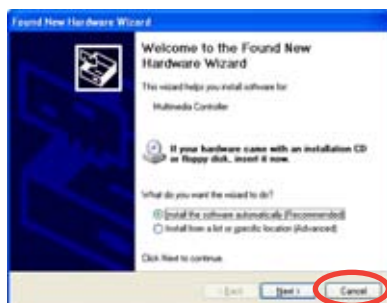 Found New Hardware Wizard
Welcome to the Found New
Hardware Wizard
This wizard helps you install software for:
Multimedia Controller
If your hardware came with an installation CD
or floppy disk, insert it now.
What do you want the wizard to do?
Install the software automatically (Recommended)
Install from a list or specific location (Advanced)
Click Next to continue.
< Back Next > Cancel